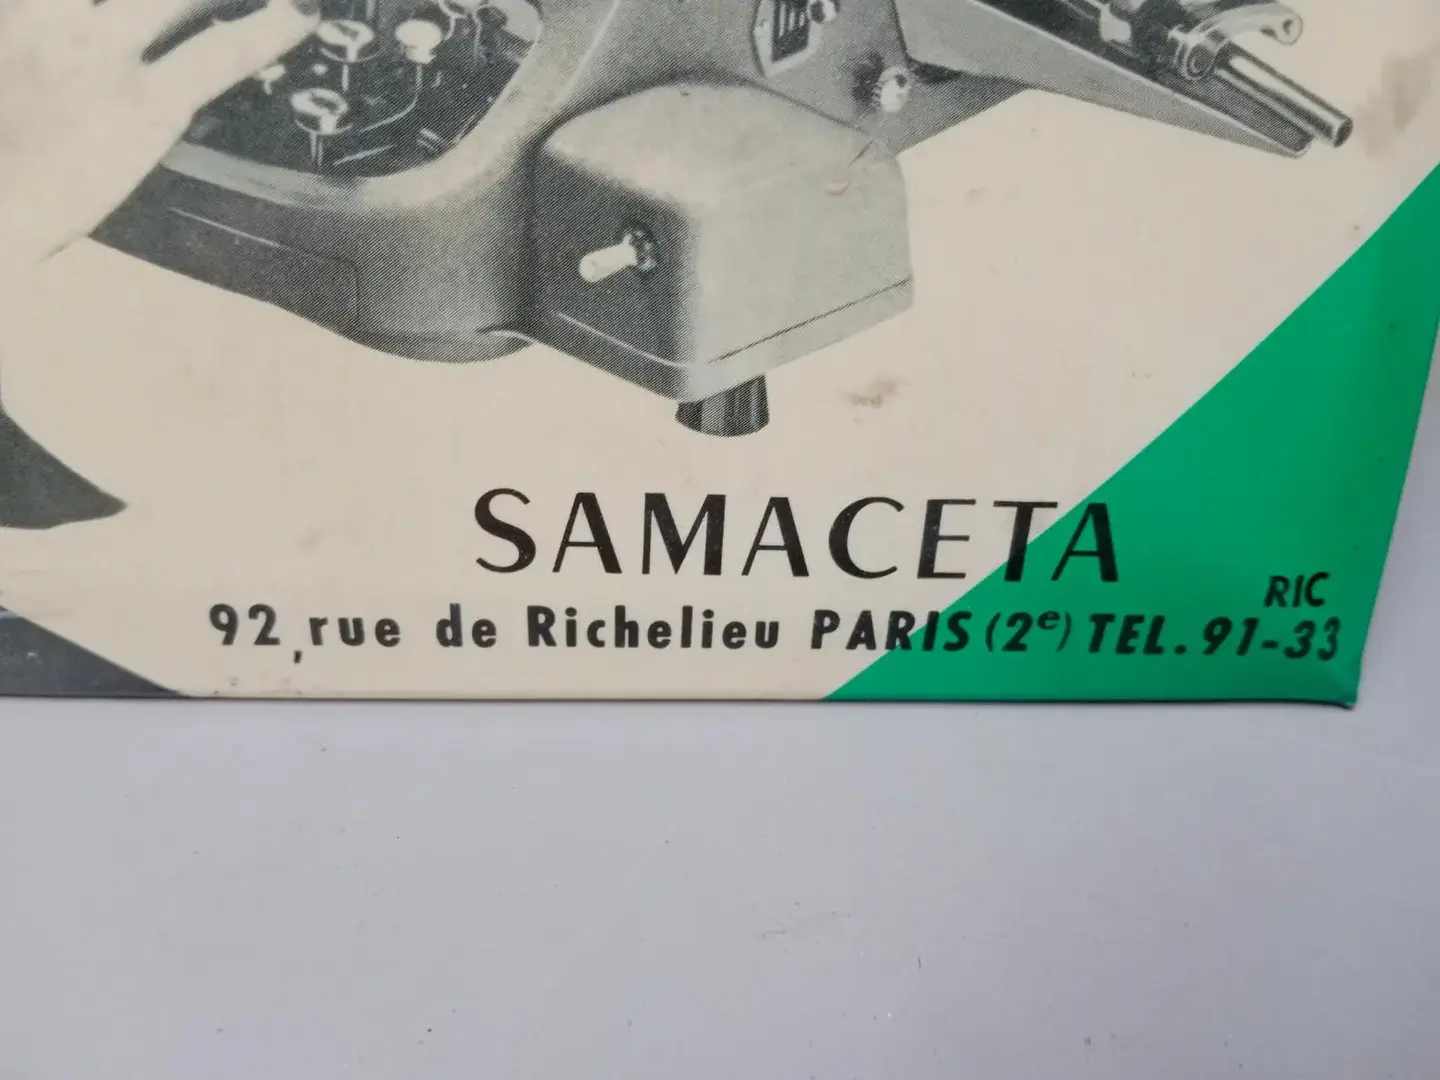 SAMACETA
RIC
92, rue de Richelieu PARIS (2e) TEL. 91-33